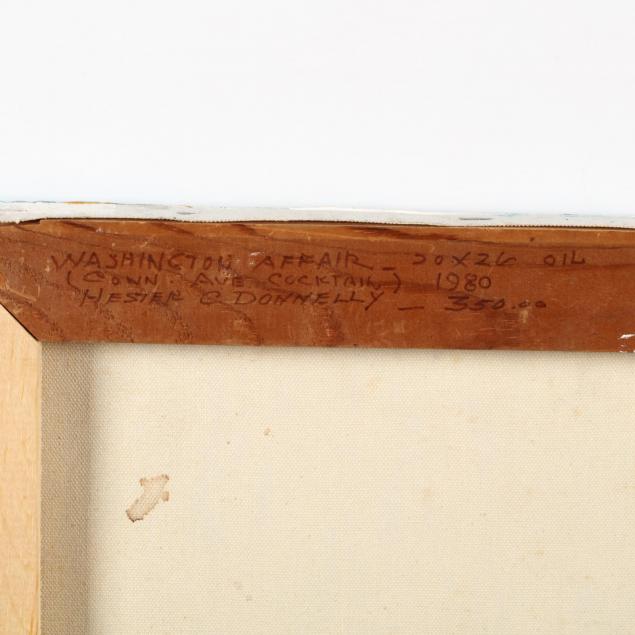 WASHINGTON AFFAIR — 20X26 OIL
(CONN. AVE COCKTAIL) 1980
HESTER C DONNELLY — 350.00